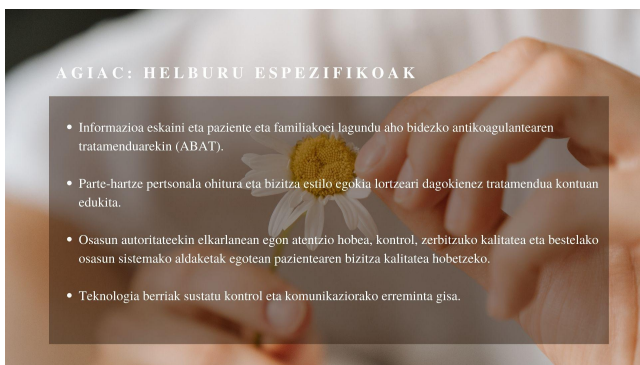 AGIAC: HELBURU ESPEZIFIKOAK
• Informazioa eskaini eta paziente eta familiakoei lagundu aho bidezko antikoagulantearen
tratamenduarekin (ABAT).
• Parte-hartze pertsonala ohitura eta bizitza estilo egokia lortzeari dagokienez tratamendua kontuan
edukita.
• Osasun autoritateekin elkarlanean egon atentzio hobea, kontrol, zerbitzuko kalitatea eta bestelako
osasun sistemako aldaketak egotean pazientearen bizitza kalitatea hobetzeko.
• Teknologia berriak sustatu kontrol eta komunikaziorako erreminta gisa.